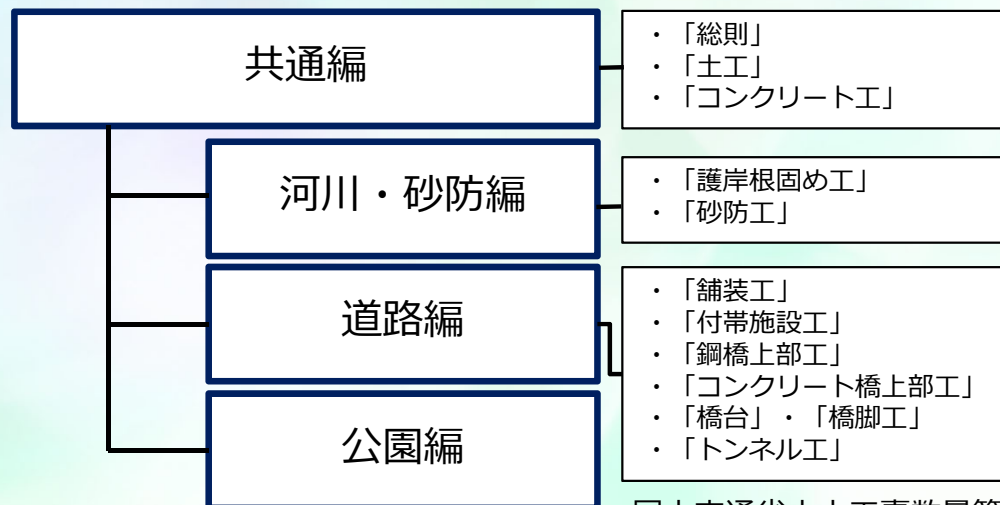 共通編
・「総則」
・「土工」
・「コンクリート工」
河川・砂防編
・「護岸根固め工」
・「砂防工」
道路編
・「舗装工」
・「付帯施設工」
・「鋼橋上部工」
・「コンクリート橋上部工」
・「橋台」・「橋脚工」
・「トンネル工」
公園編